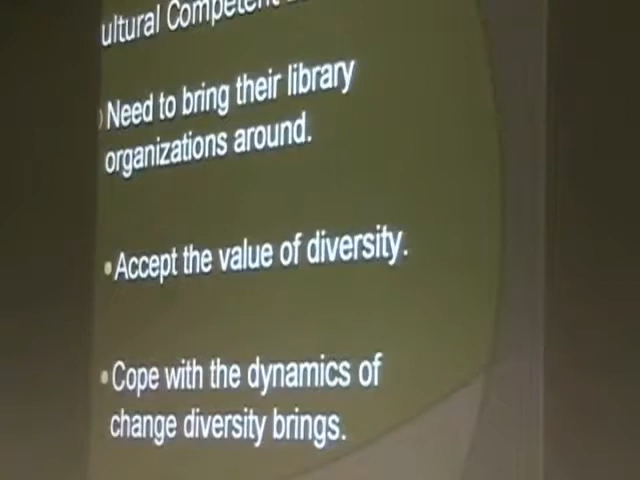 ultural Competent
Need to bring their library
organizations around.
•Accept the value of diversity.
•Cope with the dynamics of
change diversity brings.